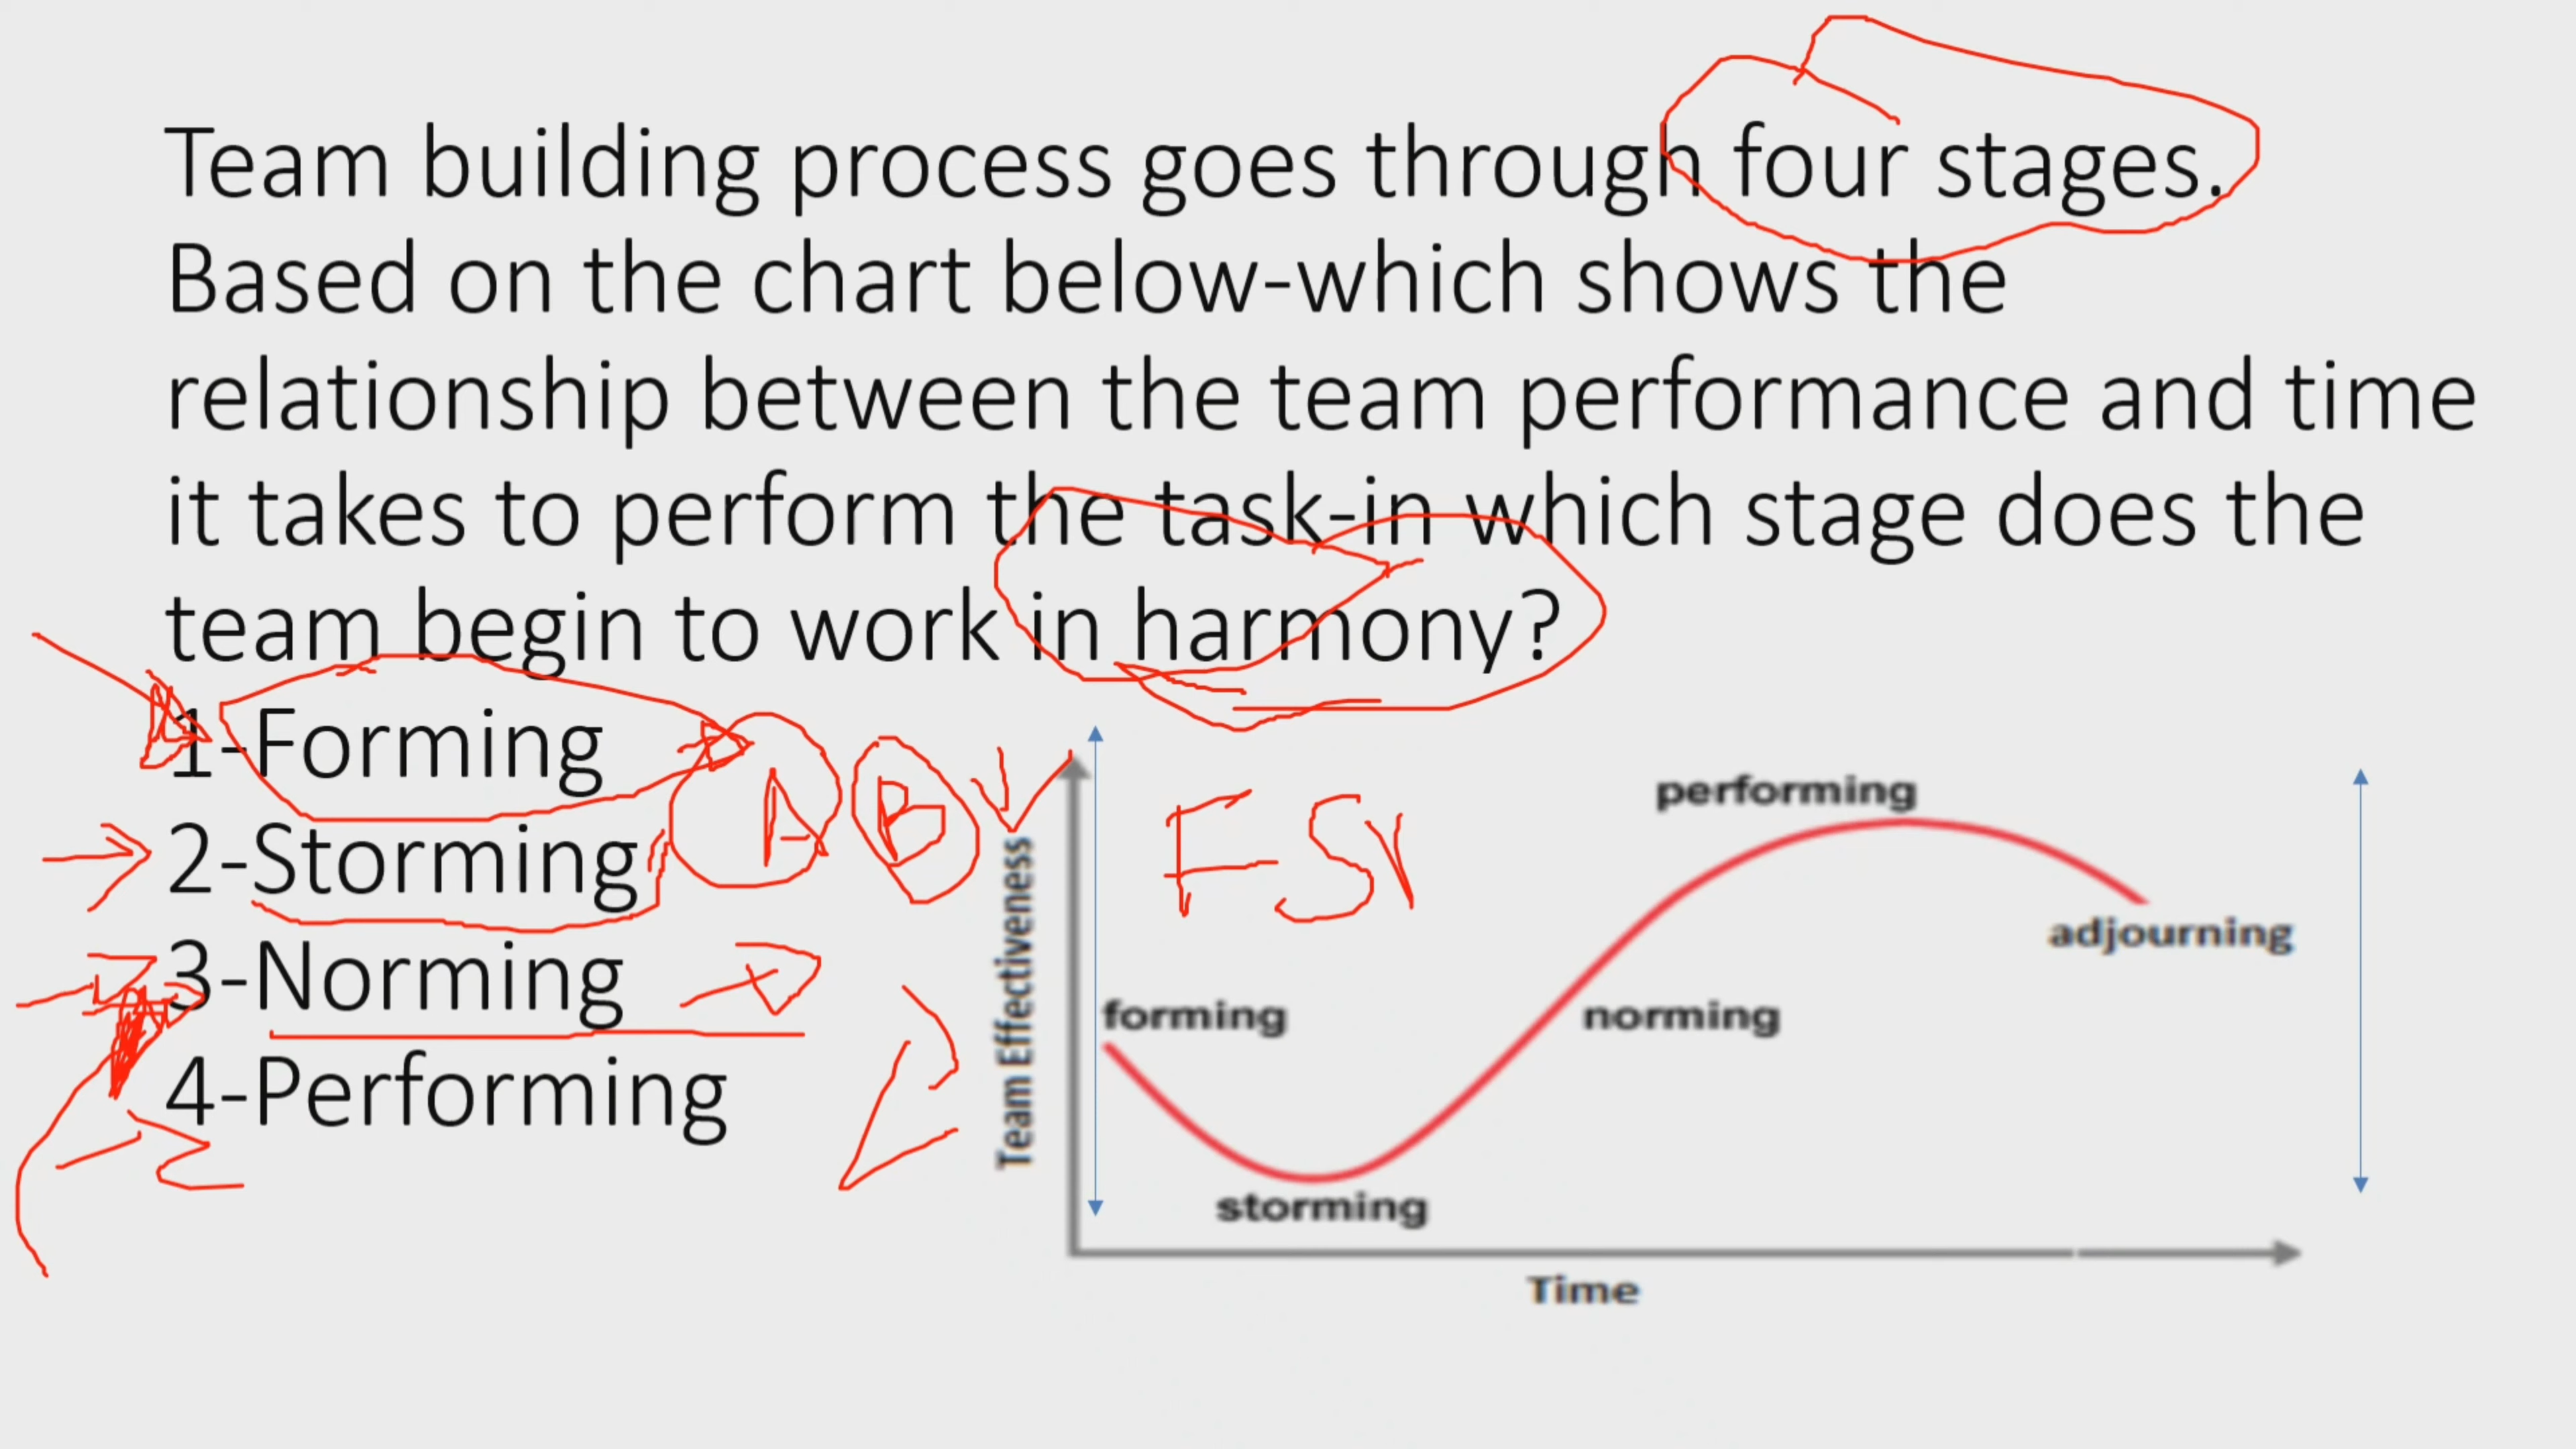 Team building process goes through four stages.
Based on the chart below-which shows the
relationship between the team performance and time
it takes to perform the task-in which stage does the
team begin to work in harmony?
1-Forming
2-Storming
3-Norming
4-Performing
A
B
FSN
Team Effectiveness
performing
adjourning
forming
norming
storming
Time